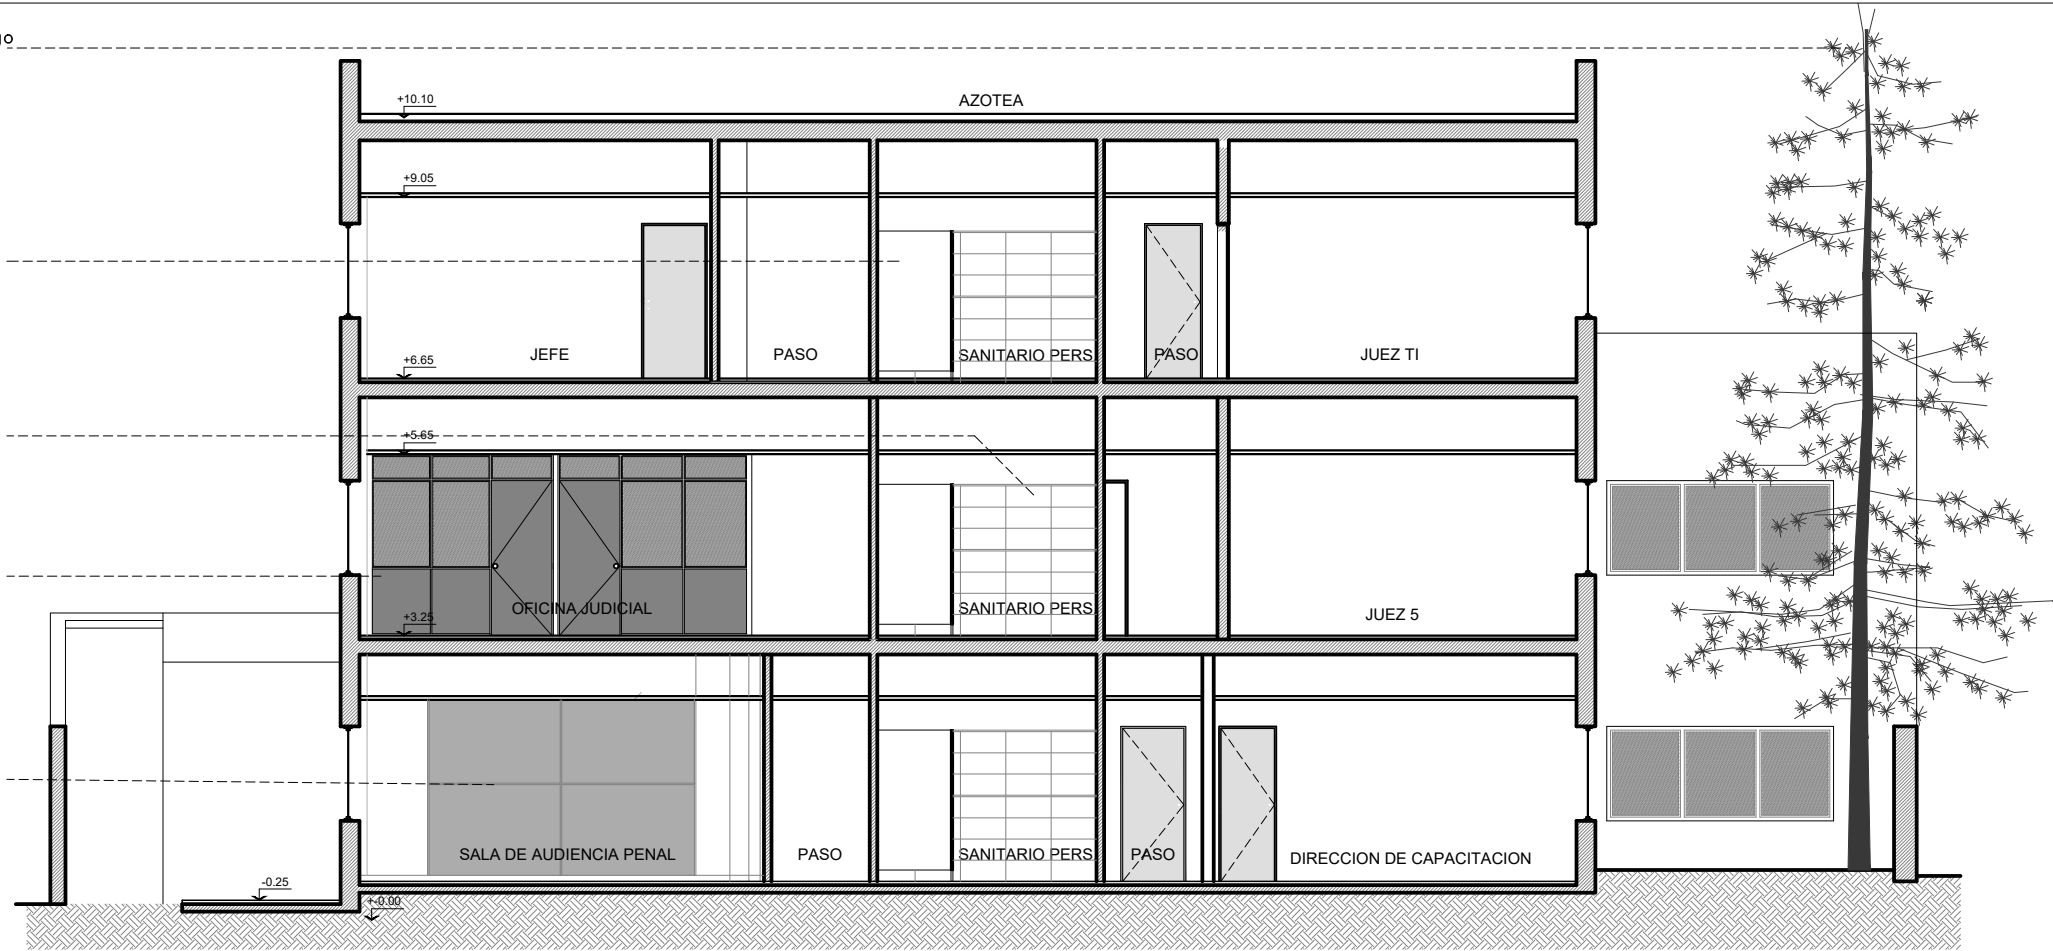 +10.10
AZOTEA
+9.05
JEFE
PASO
SANITARIO PERS
PASO
JUEZ TI
+6.65
+5.65
OFICINA JUDICIAL
SANITARIO PERS
JUEZ 5
+3.25
SALA DE AUDIENCIA PENAL
PASO
SANITARIO PERS
PASO
DIRECCION DE CAPACITACION
-0.25
+-0.00